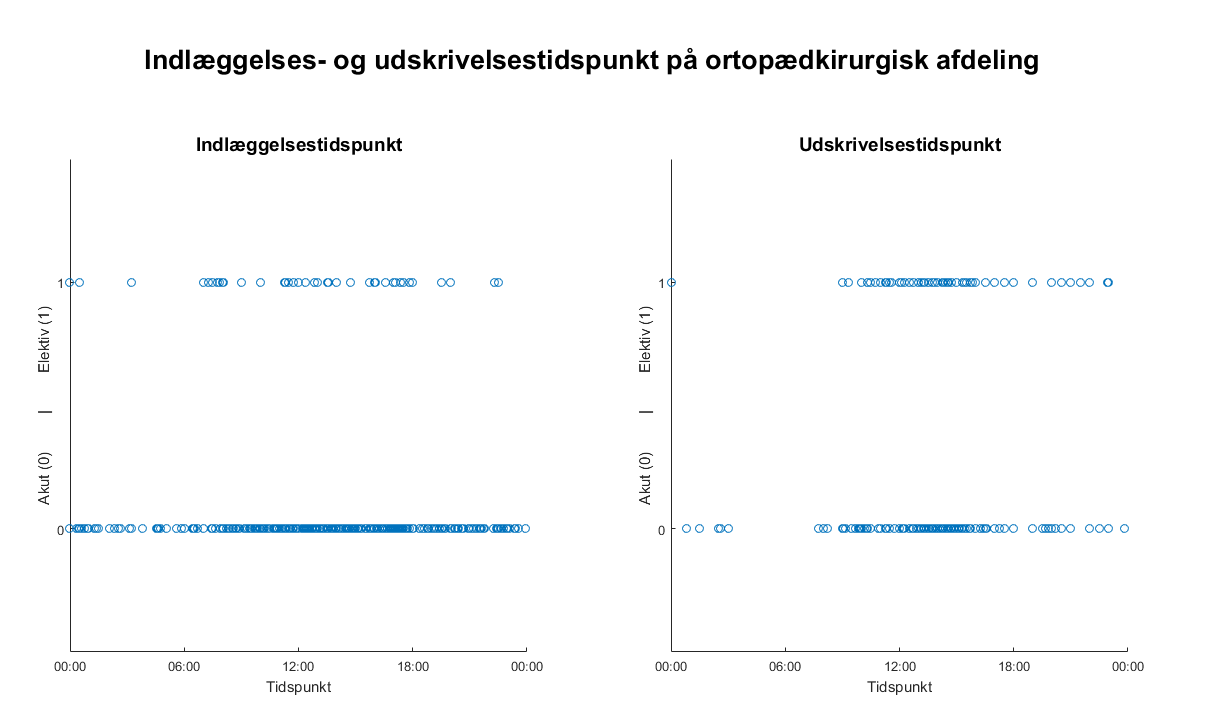 Indlæggelses- og udskrivelsestidspunkt på ortopædkirurgisk afdeling
Indlæggelsestidspunkt
1
0
Akut (0) | Elektiv (1)
00:00 06:00 12:00 18:00 00:00
Tidspunkt
Udskrivelsestidspunkt
1
0
Akut (0) | Elektiv (1)
00:00 06:00 12:00 18:00 00:00
Tidspunkt